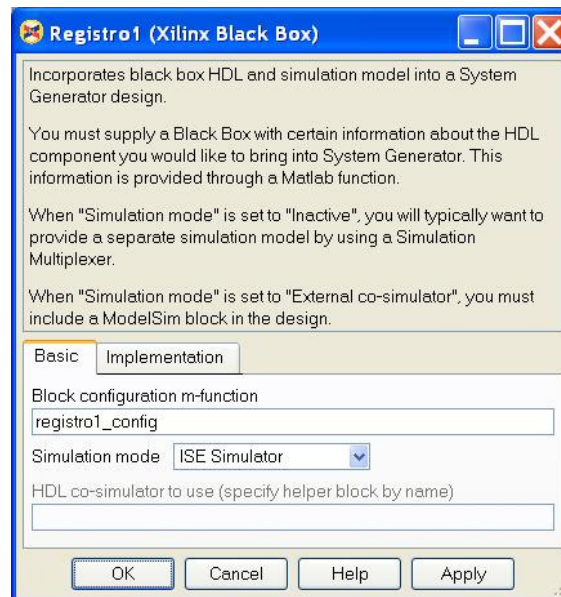 Registro1 (Xilinx Black Box)
Incorporates black box HDL and simulation model into a System
Generator design.
You must supply a Black Box with certain information about the HDL
component you would like to bring into System Generator. This
information is provided through a Matlab function.
When "Simulation mode" is set to "Inactive", you will typically want to
provide a separate simulation model by using a Simulation
Multiplexer.
When "Simulation mode" is set to "External co-simulator", you must
include a ModelSim block in the design.
Basic Implementation
Block configuration m-function
registro1_config
Simulation mode ISE Simulator
HDL co-simulator to use (specify helper block by name)
OK Cancel Help Apply